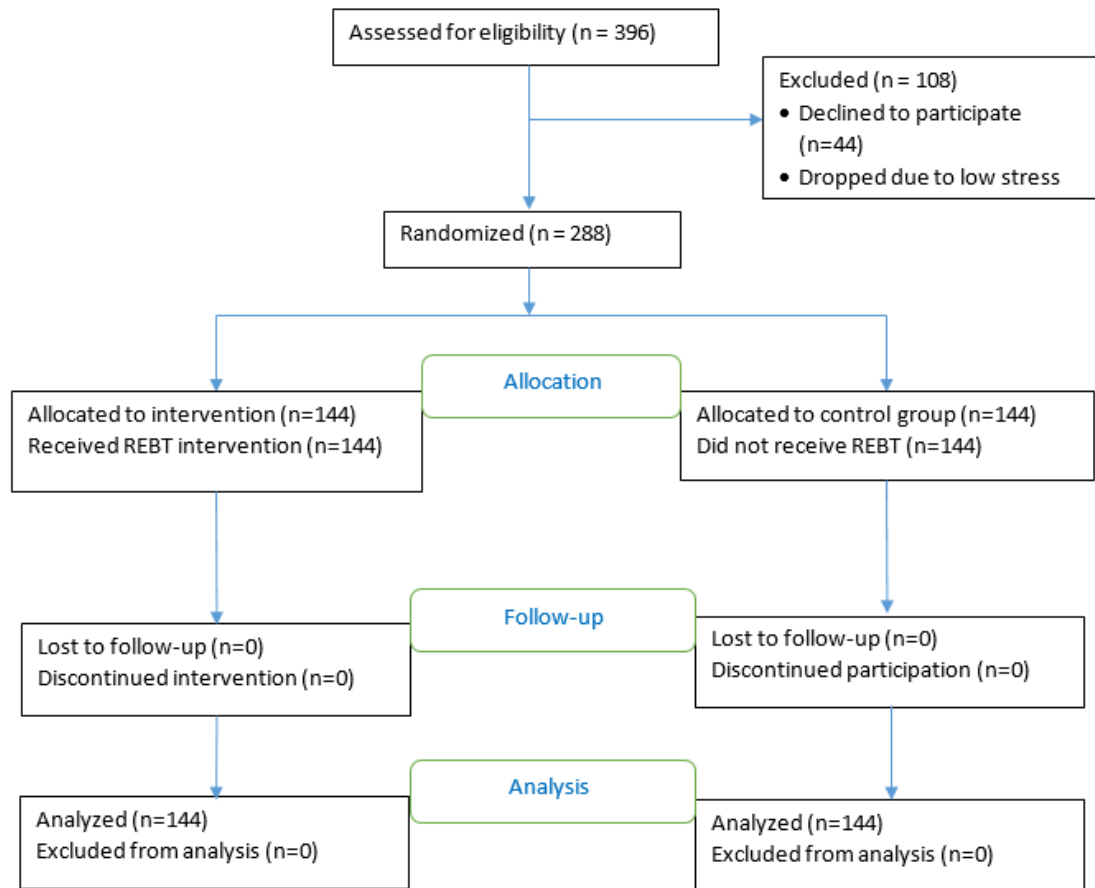 Assessed for eligibility (n = 396)
Excluded (n = 108)
• Declined to participate
(n=44)
• Dropped due to low stress
Randomized (n = 288)
Allocation
Allocated to intervention (n=144)
Received REBT intervention (n=144)
Allocated to control group (n=144)
Did not receive REBT (n=144)
Follow-up
Lost to follow-up (n=0)
Discontinued intervention (n=0)
Lost to follow-up (n=0)
Discontinued participation (n=0)
Analysis
Analyzed (n=144)
Excluded from analysis (n=0)
Analyzed (n=144)
Excluded from analysis (n=0)